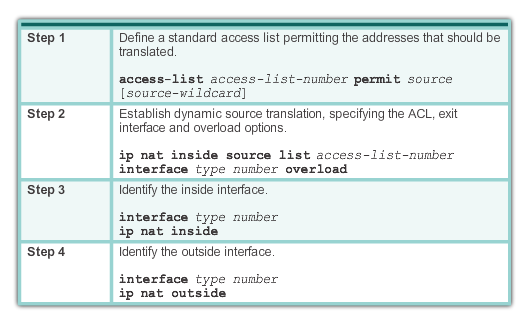 Step 1
Define a standard access list permitting the addresses that should be
translated.
access-list access-list-number permit source
[source-wildcard]
Step 2
Establish dynamic source translation, specifying the ACL, exit
interface and overload options.
ip nat inside source list access-list-number
interface type number overload
Step 3
Identify the inside interface.
interface type number
ip nat inside
Step 4
Identify the outside interface.
interface type number
ip nat outside